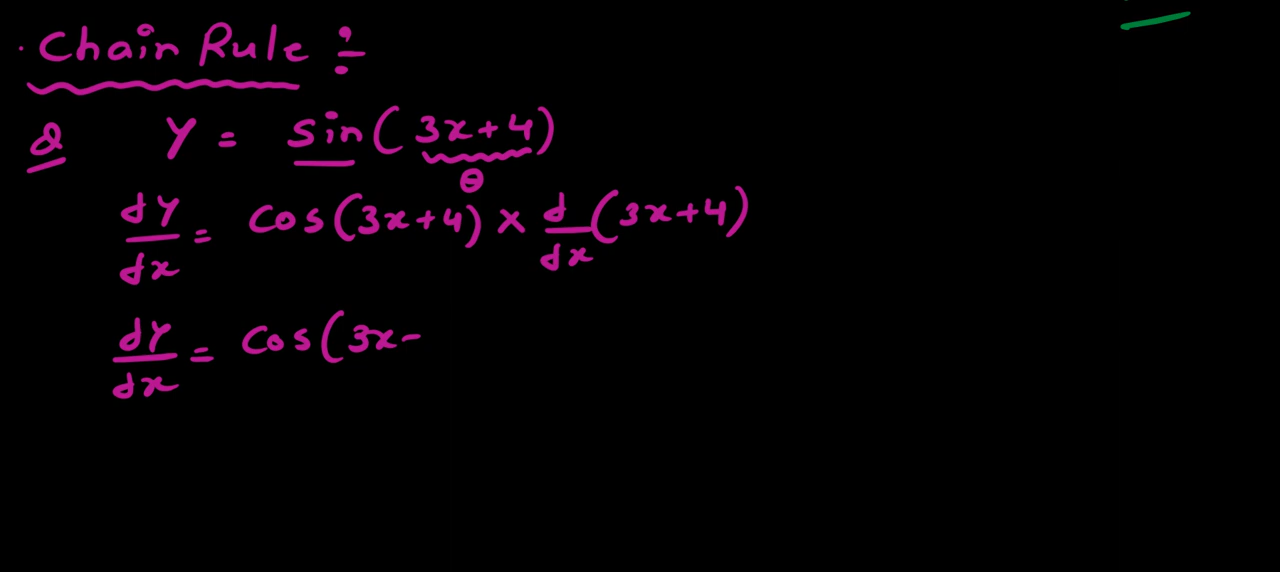 . Chain Rule :-
Q Y = sin(3x+4)
θ
dY/dx = cos(3x+4) × d/dx (3x+4)
dY/dx = cos(3x-